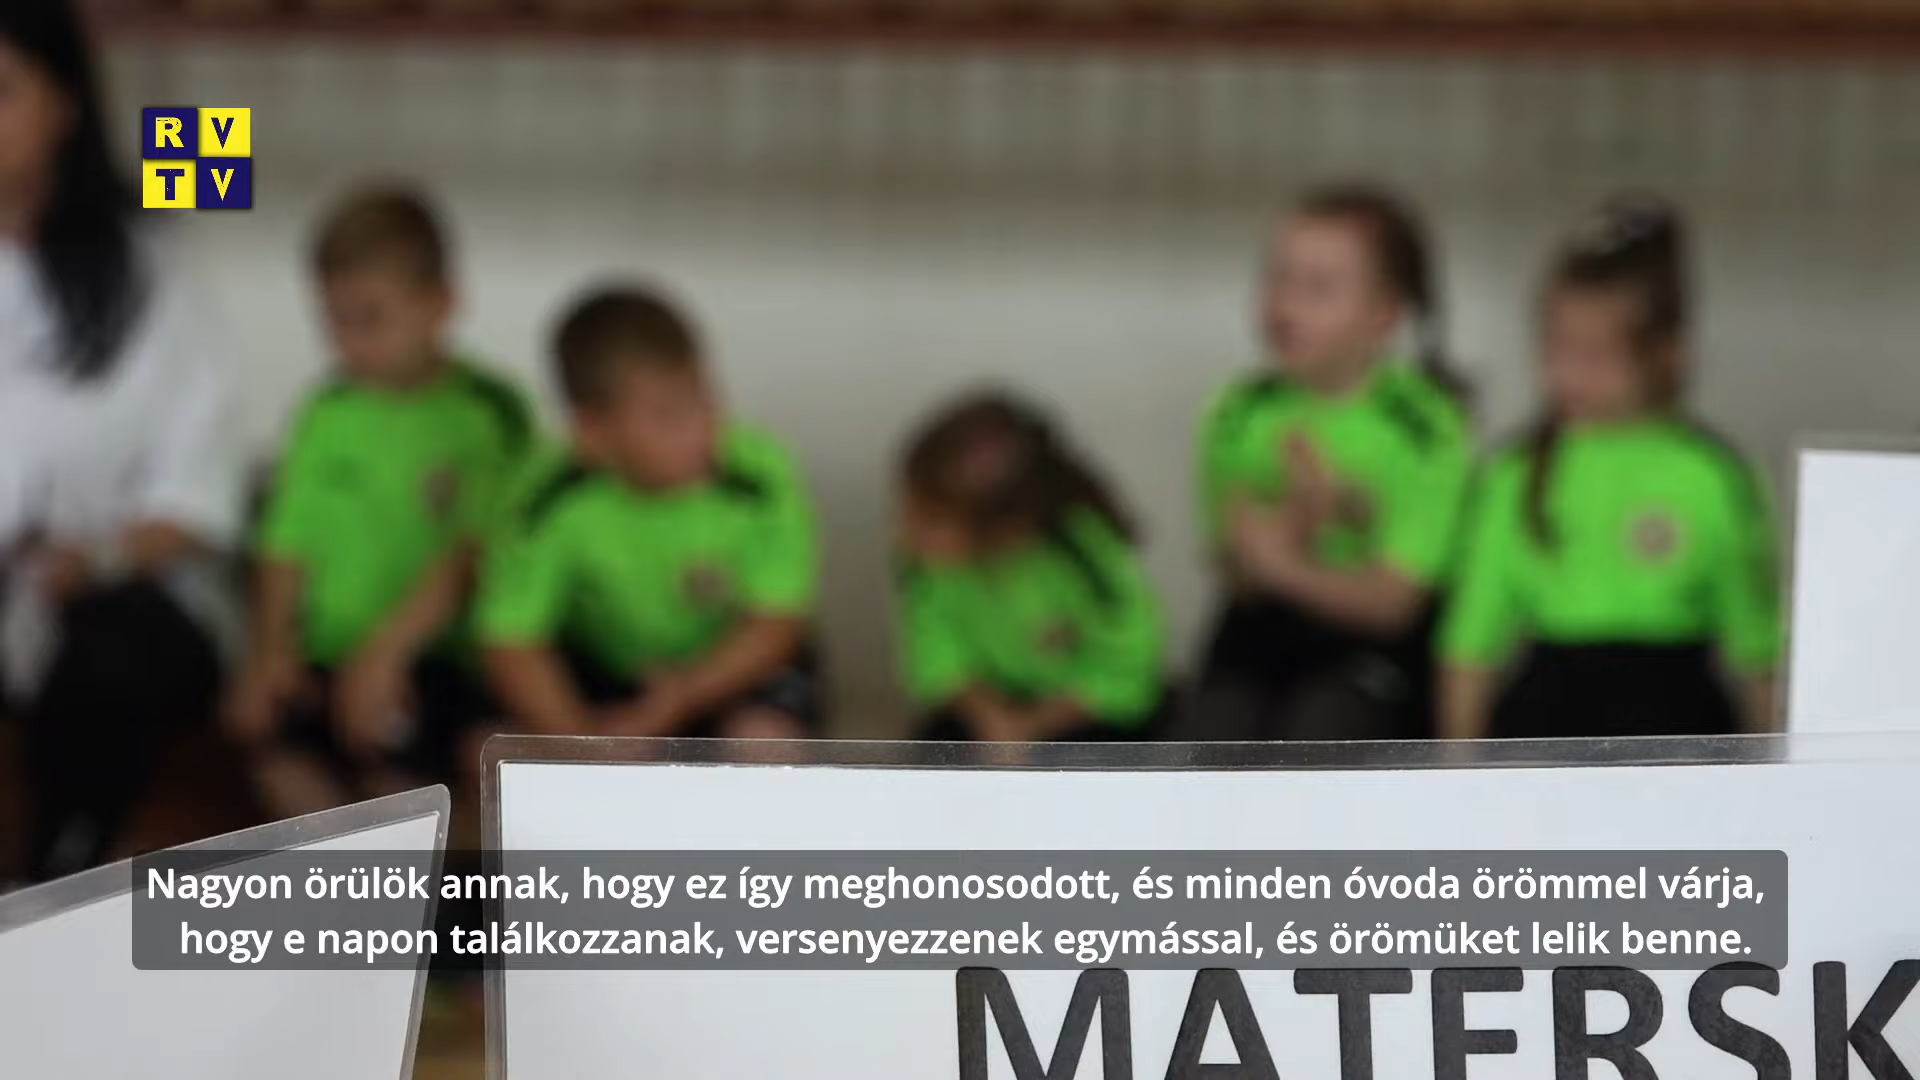 RV
TV
Nagyon örülök annak, hogy ez így meghonosodott, és minden óvoda örömmel várja,
hogy e napon találkozzanak, versenyezzenek egymással, és örömüket lelik benne.
MATERSK